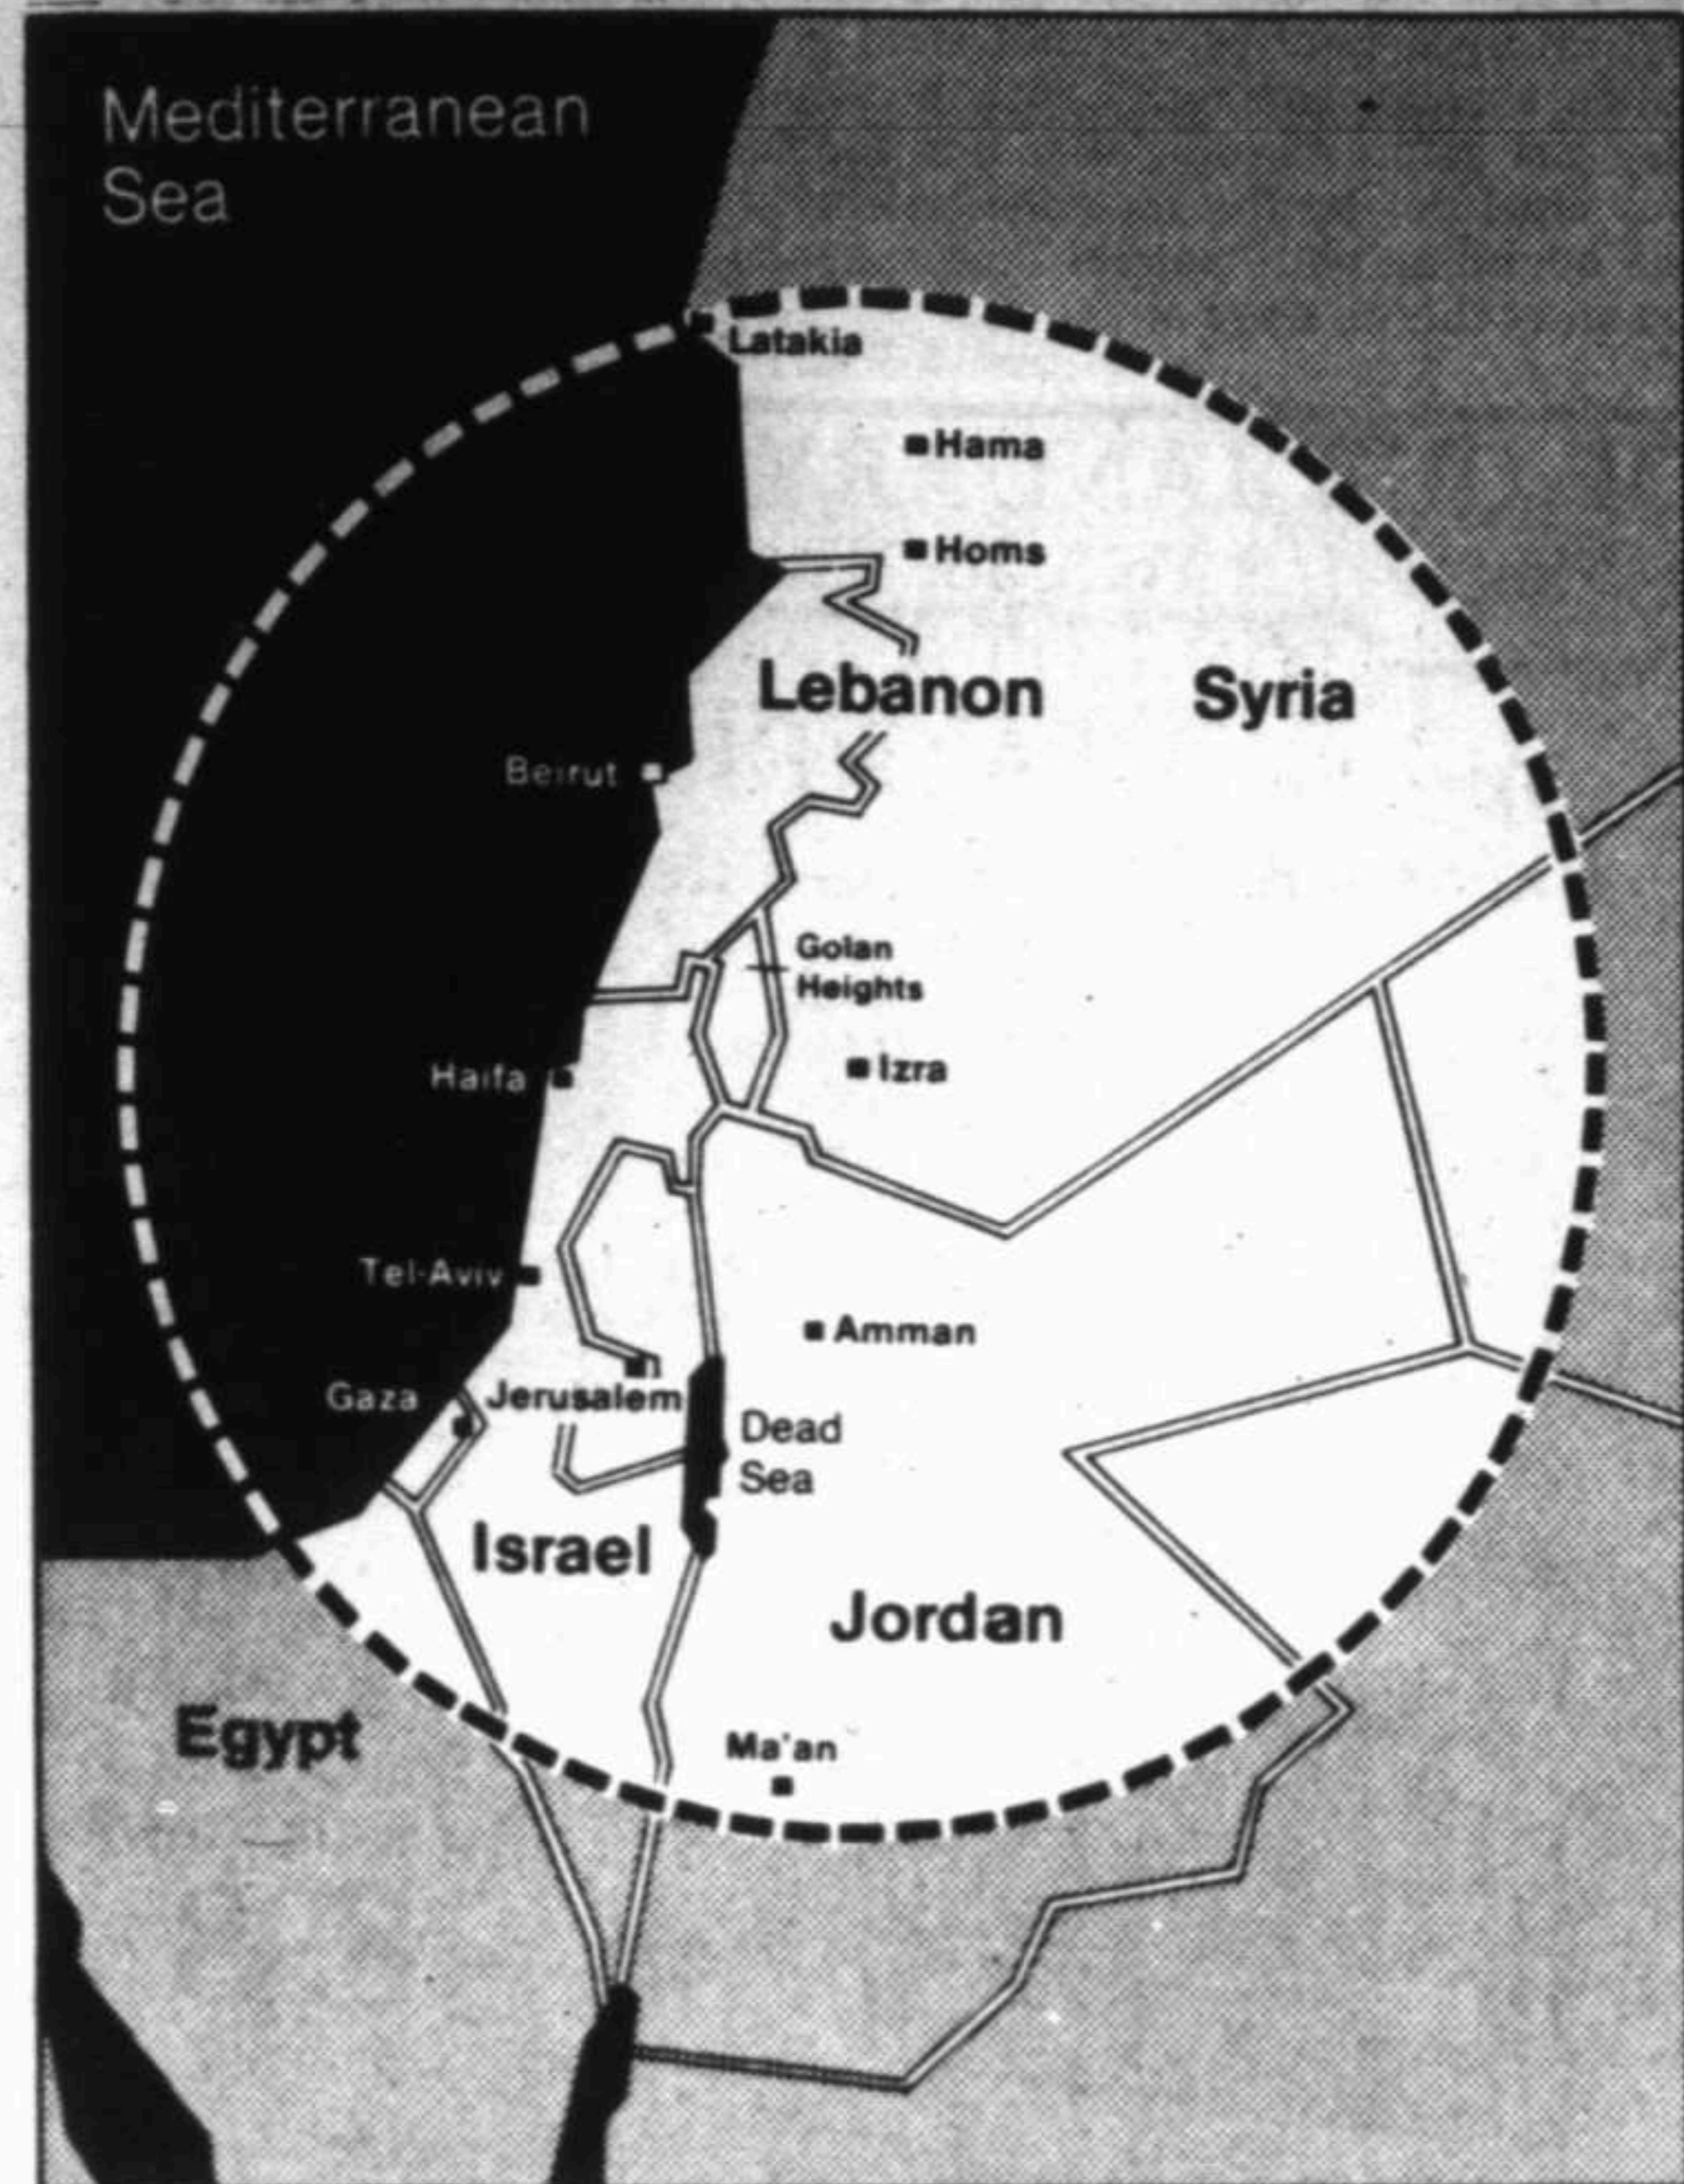 Mediterranean
Sea
Latakia
Hama
Homs
Lebanon
Syria
Beirut
Golan
Heights
Izra
Haifa
Tel-Aviv
Amman
Gaza
Jerusalem
Dead
Sea
Israel
Jordan
Egypt
Ma'an